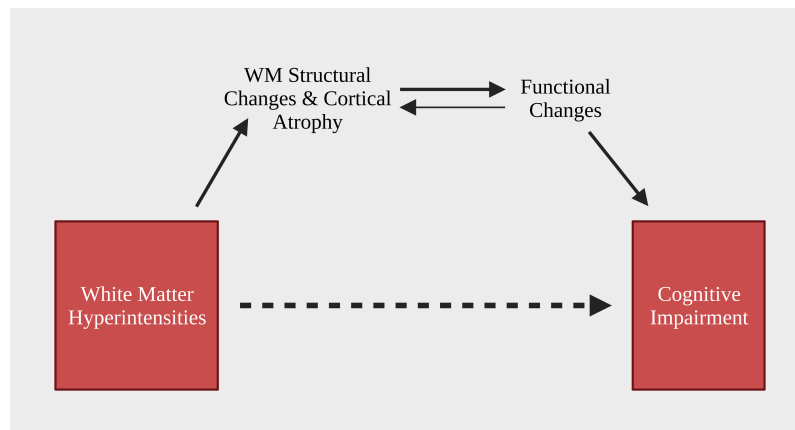 WM Structural
Changes & Cortical
Atrophy
Functional
Changes
White Matter
Hyperintensities
Cognitive
Impairment